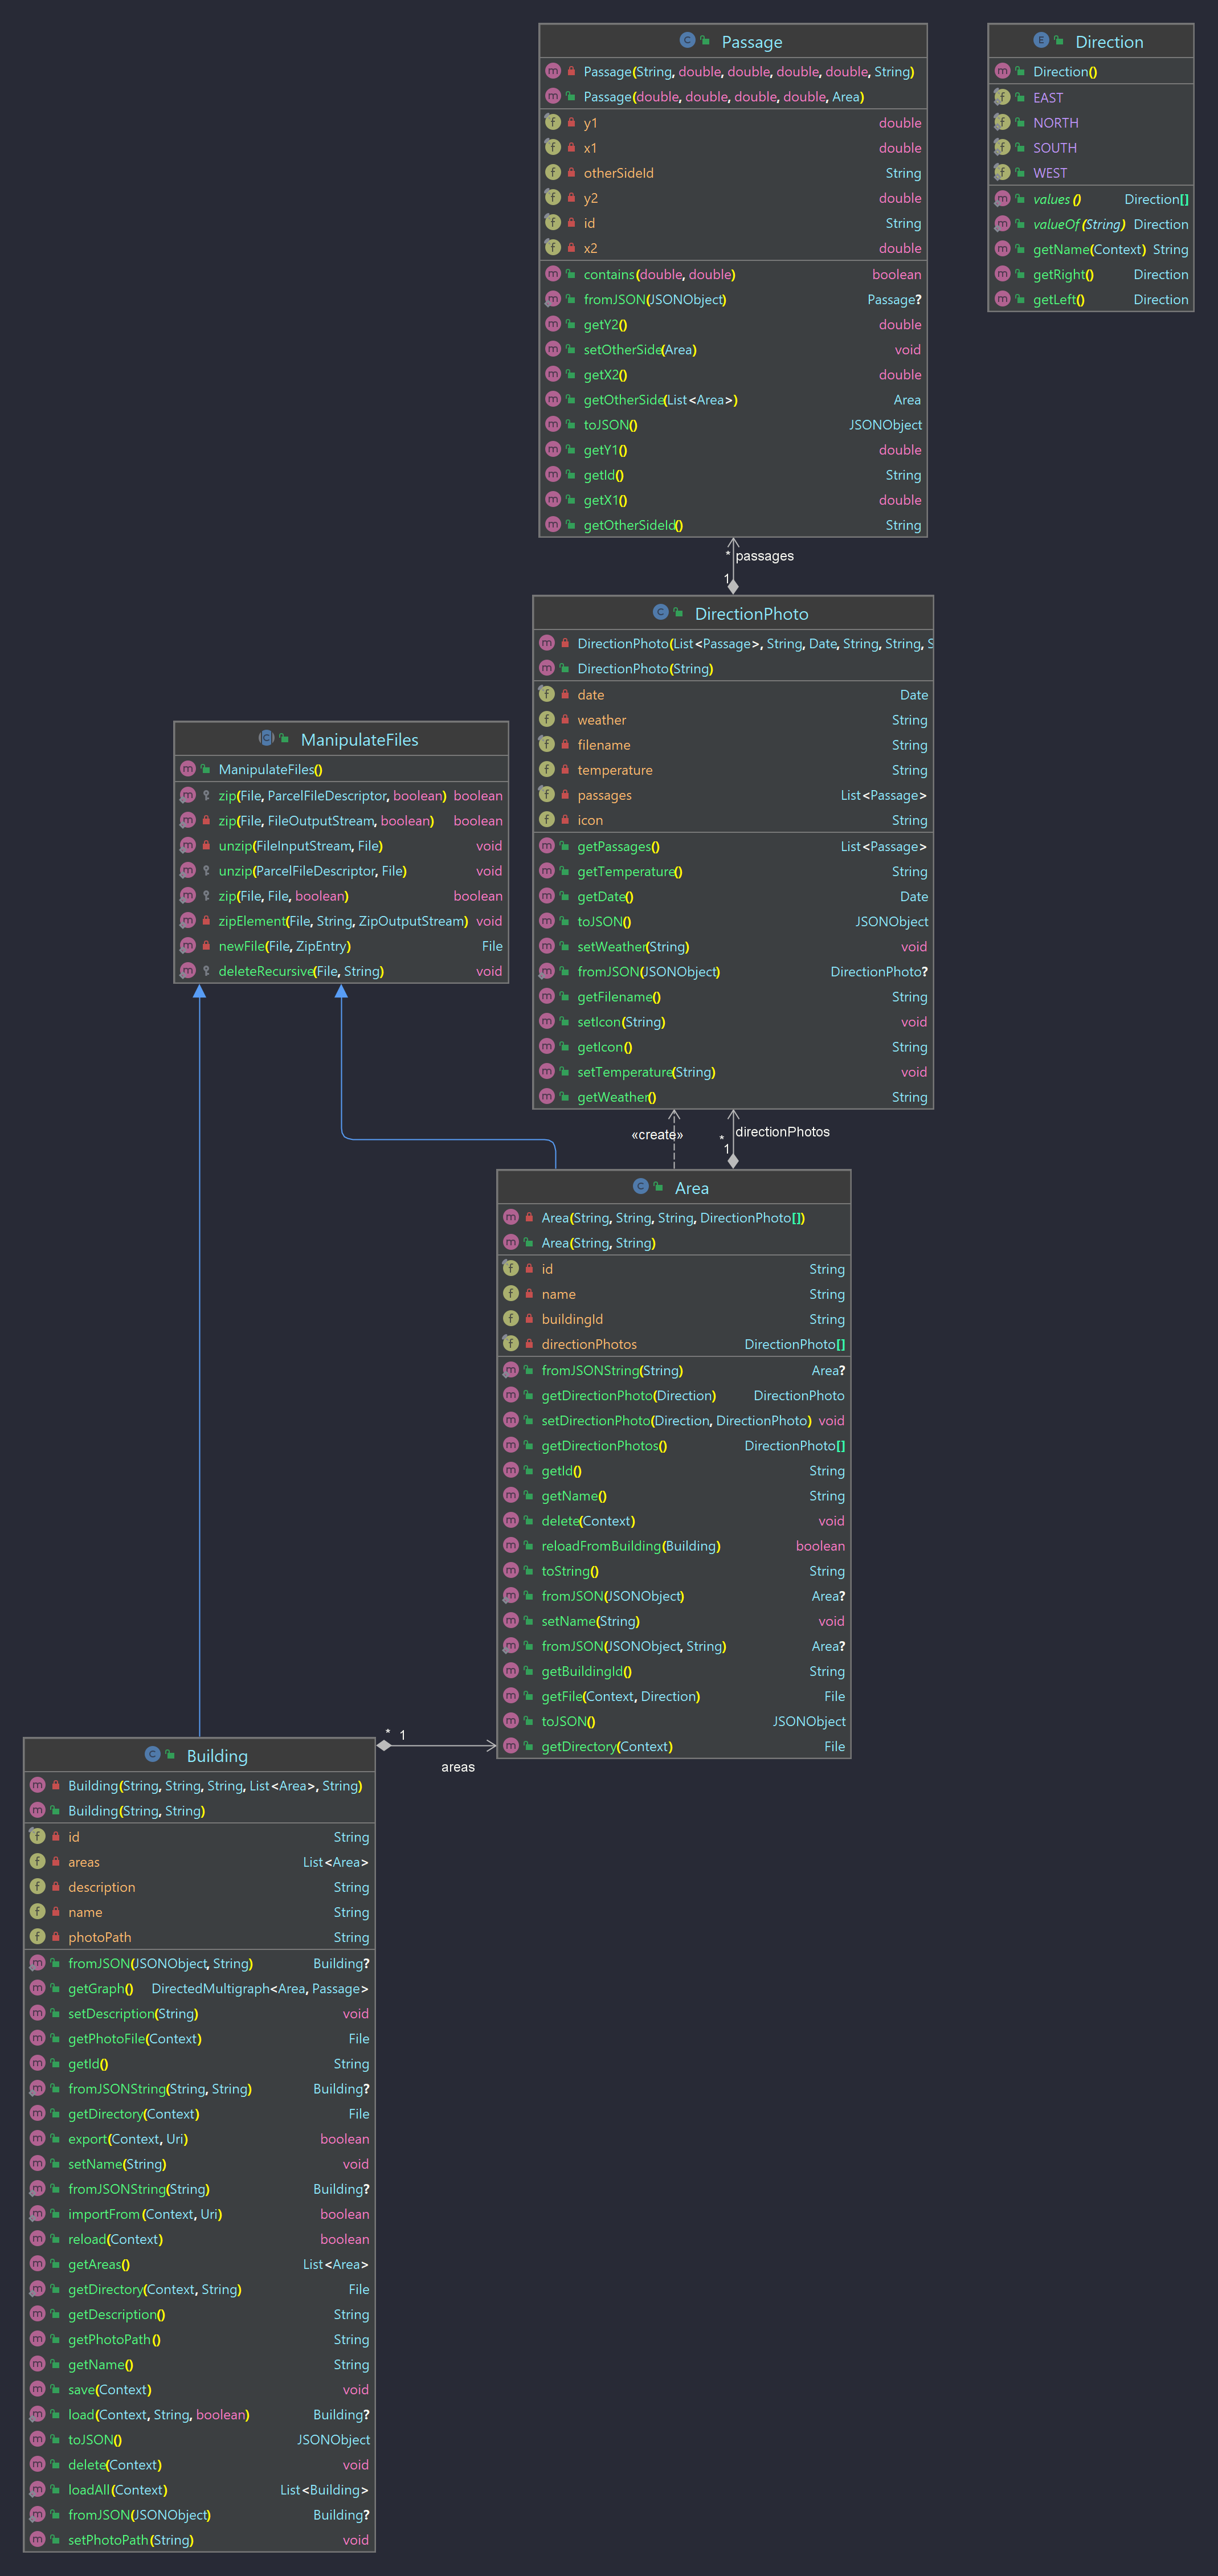 Passage
Passage(String, double, double, double, double, String)
Passage(double, double, double, double, Area)
y1 double
x1 double
otherSideId String
y2 double
id String
x2 double
contains(double, double) boolean
fromJSON(JSONObject) Passage?
getY2() double
setOtherSide(Area) void
getX2() double
getOtherSide(List<Area>) Area
toJSON() JSONObject
getY1() double
getId() String
getX1() double
getOtherSideId() String
Direction
Direction()
EAST
NORTH
SOUTH
WEST
values() Direction[]
valueOf(String) Direction
getName(Context) String
getRight() Direction
getLeft() Direction
* passages
1
DirectionPhoto
DirectionPhoto(List<Passage>, String, Date, String, String, S
DirectionPhoto(String)
date Date
weather String
filename String
temperature String
passages List<Passage>
icon String
getPassages() List<Passage>
getTemperature() String
getDate() Date
toJSON() JSONObject
setWeather(String) void
fromJSON(JSONObject) DirectionPhoto?
getFilename() String
setIcon(String) void
getIcon() String
setTemperature(String) void
getWeather() String
ManipulateFiles
ManipulateFiles()
zip(File, ParcelFileDescriptor, boolean) boolean
zip(File, FileOutputStream, boolean) boolean
unzip(FileInputStream, File) void
unzip(ParcelFileDescriptor, File) void
zip(File, File, boolean) boolean
zipElement(File, String, ZipOutputStream) void
newFile(File, ZipEntry) File
deleteRecursive(File, String) void
«create»
* directionPhotos
1
Area
Area(String, String, String, DirectionPhoto[])
Area(String, String)
id String
name String
buildingId String
directionPhotos DirectionPhoto[]
fromJSONString(String) Area?
getDirectionPhoto(Direction) DirectionPhoto
setDirectionPhoto(Direction, DirectionPhoto) void
getDirectionPhotos() DirectionPhoto[]
getId() String
getName() String
delete(Context) void
reloadFromBuilding(Building) boolean
toString() String
fromJSON(JSONObject) Area?
setName(String) void
fromJSON(JSONObject, String) Area?
getBuildingId() String
getFile(Context, Direction) File
toJSON() JSONObject
getDirectory(Context) File
* 1
areas
Building
Building(String, String, String, List<Area>, String)
Building(String, String)
id String
areas List<Area>
description String
name String
photoPath String
fromJSON(JSONObject, String) Building?
getGraph() DirectedMultigraph<Area, Passage>
setDescription(String) void
getPhotoFile(Context) File
getId() String
fromJSONString(String, String) Building?
getDirectory(Context) File
export(Context, Uri) boolean
setName(String) void
fromJSONString(String) Building?
importFrom(Context, Uri) boolean
reload(Context) boolean
getAreas() List<Area>
getDirectory(Context, String) File
getDescription() String
getPhotoPath() String
getName() String
save(Context) void
load(Context, String, boolean) Building?
toJSON() JSONObject
delete(Context) void
loadAll(Context) List<Building>
fromJSON(JSONObject) Building?
setPhotoPath(String) void